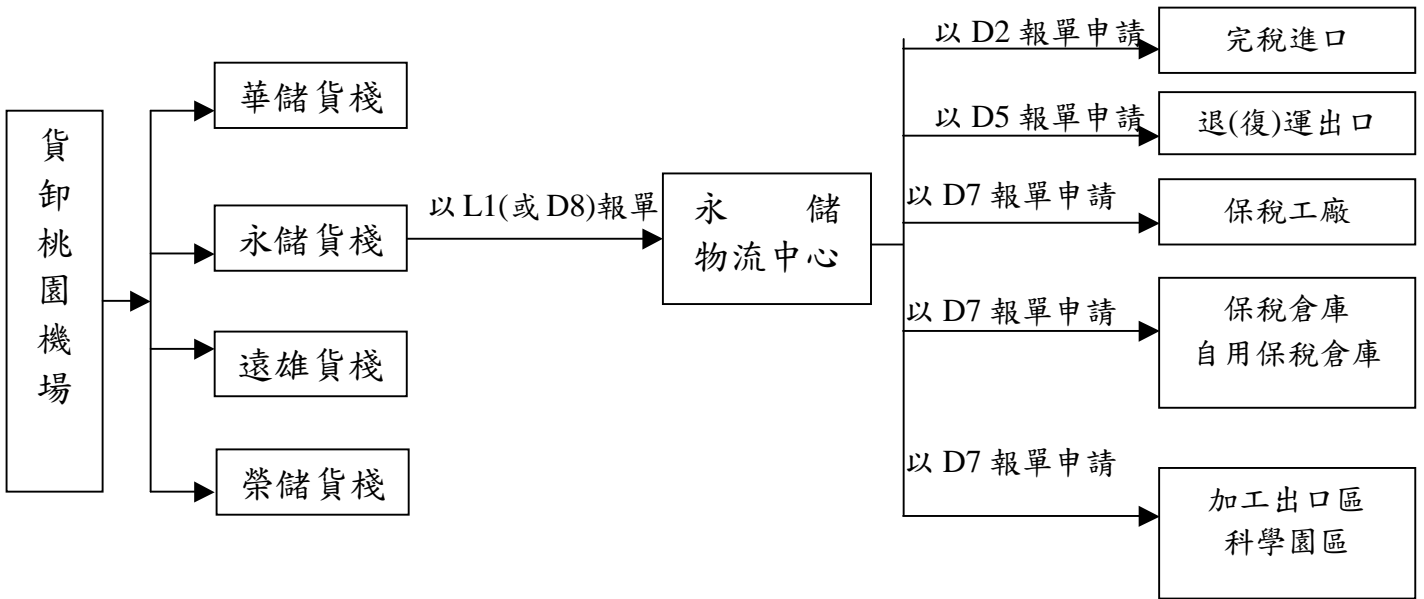 貨卸桃園機場
華儲貨棧
永儲貨棧
遠雄貨棧
榮儲貨棧
以 L1(或 D8)報單
永 儲
物流中心
以 D2 報單申請
完稅進口
以 D5 報單申請
退(復)運出口
以 D7 報單申請
保稅工廠
以 D7 報單申請
保稅倉庫
自用保稅倉庫
以 D7 報單申請
加工出口區
科學園區